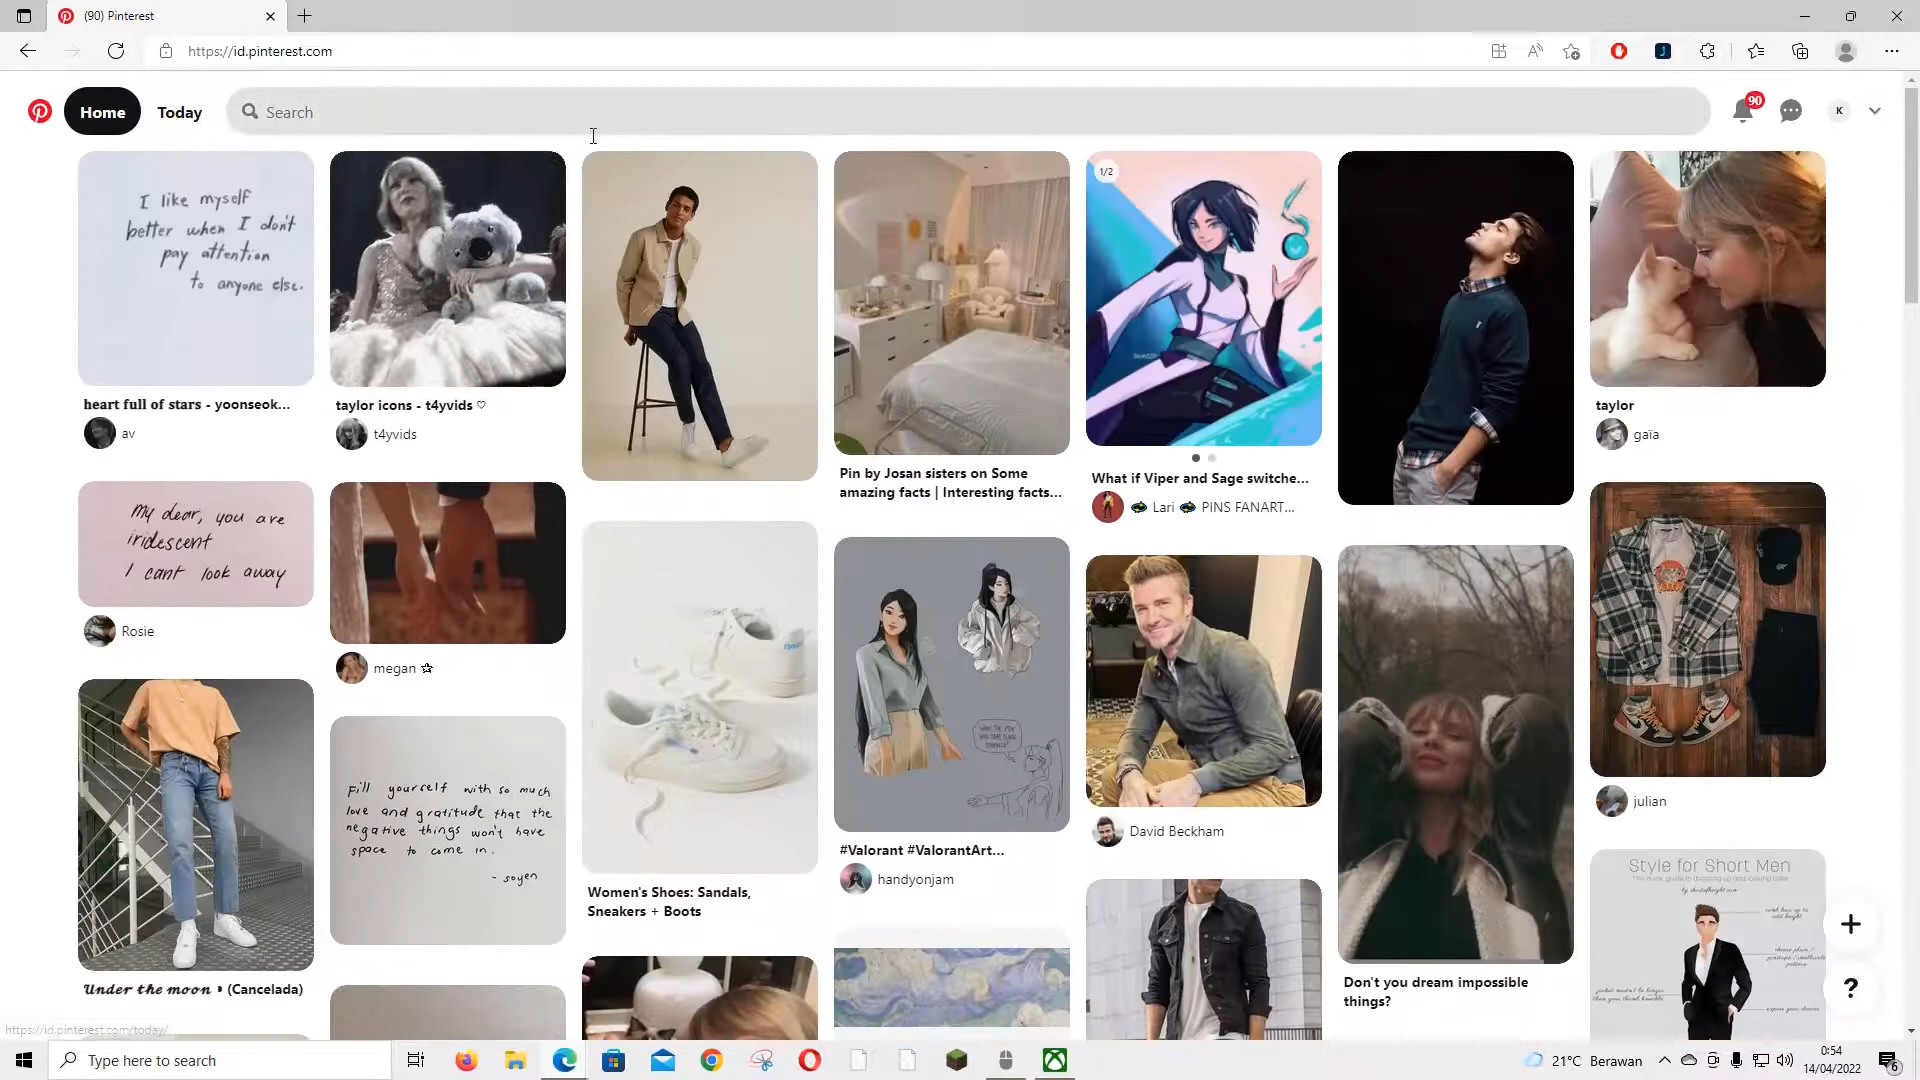 (90) Pinterest
https://id.pinterest.com
Home
Today
Search
90
K
I like myself
better when I don't
pay attention
to anyone else.
heart full of stars - yoonseok...
av
my dear, you are
iridescent
I cant look away
Rosie
Under the moon • (Cancelada)
taylor icons - t4yvids ♡
t4yvids
megan ✩
Fill yourself with so much
love and gratitude that the
negative things won't have
space to come in.
- soyen
Women's Shoes: Sandals,
Sneakers + Boots
Pin by Josan sisters on Some
amazing facts | Interesting facts...
#Valorant #ValorantArt...
handyonjam
1/2
What if Viper and Sage switche...
Lari
PINS FANART...
David Beckham
Don't you dream impossible
things?
taylor
gaïa
julian
Style for Short Men
+
?
https://id.pinterest.com/today/
Type here to search
21°C Berawan
0:54
14/04/2022
6